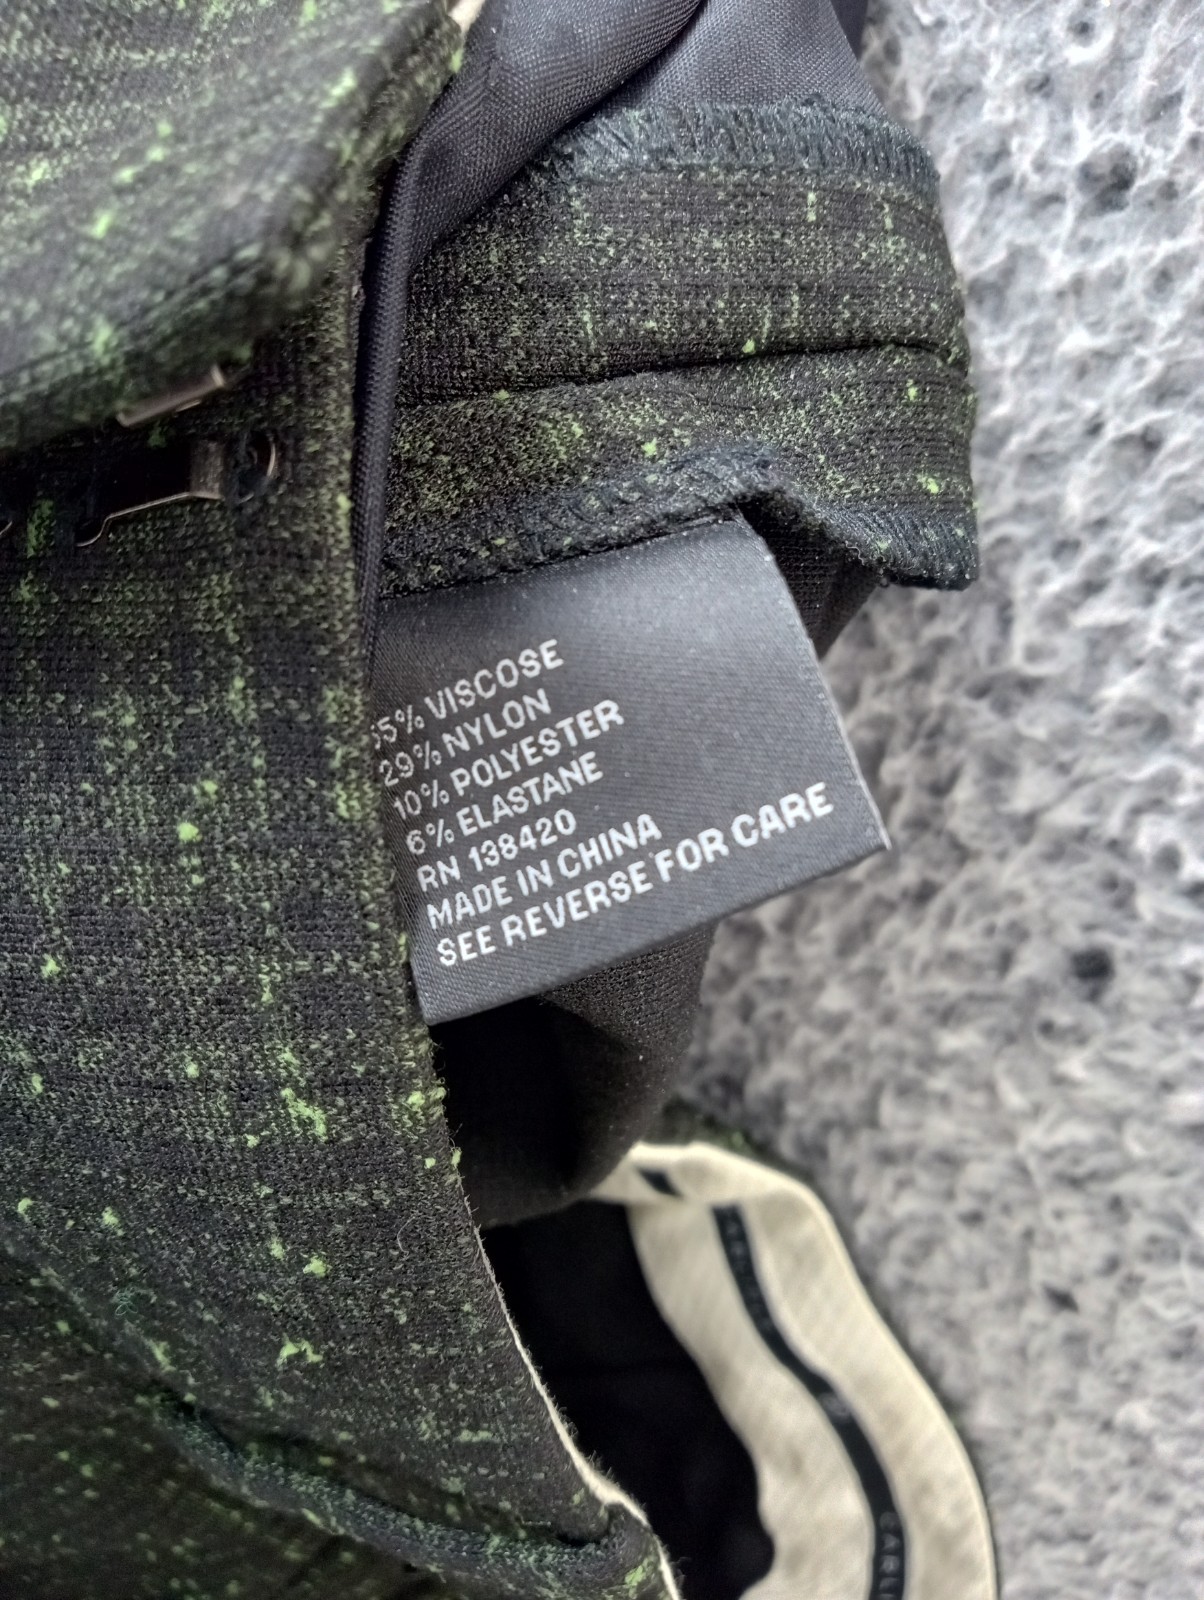 55% VISCOSE
29% NYLON
10% POLYESTER
6% ELASTANE
RN 138420
MADE IN CHINA
SEE REVERSE FOR CARE